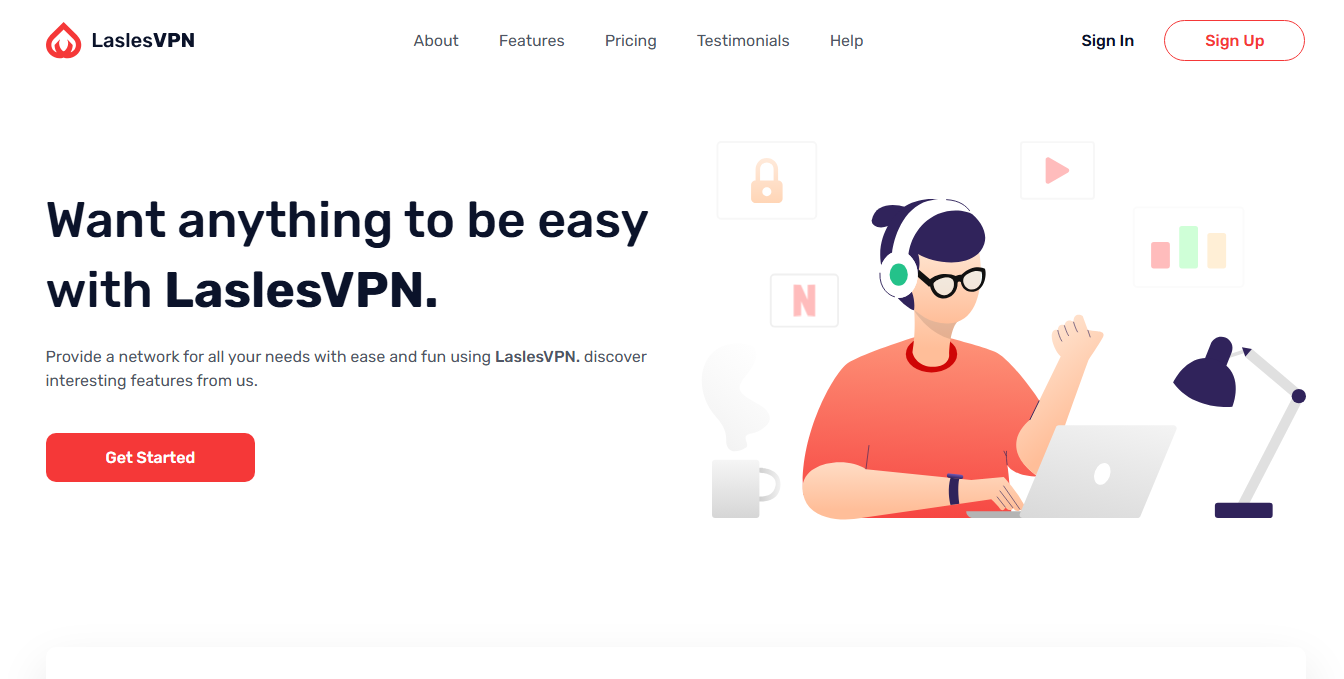 LaslesVPN
About Features Pricing Testimonials Help
Sign In Sign Up
Want anything to be easy
with LaslesVPN.
Provide a network for all your needs with ease and fun using LaslesVPN. discover
interesting features from us.
Get Started
N